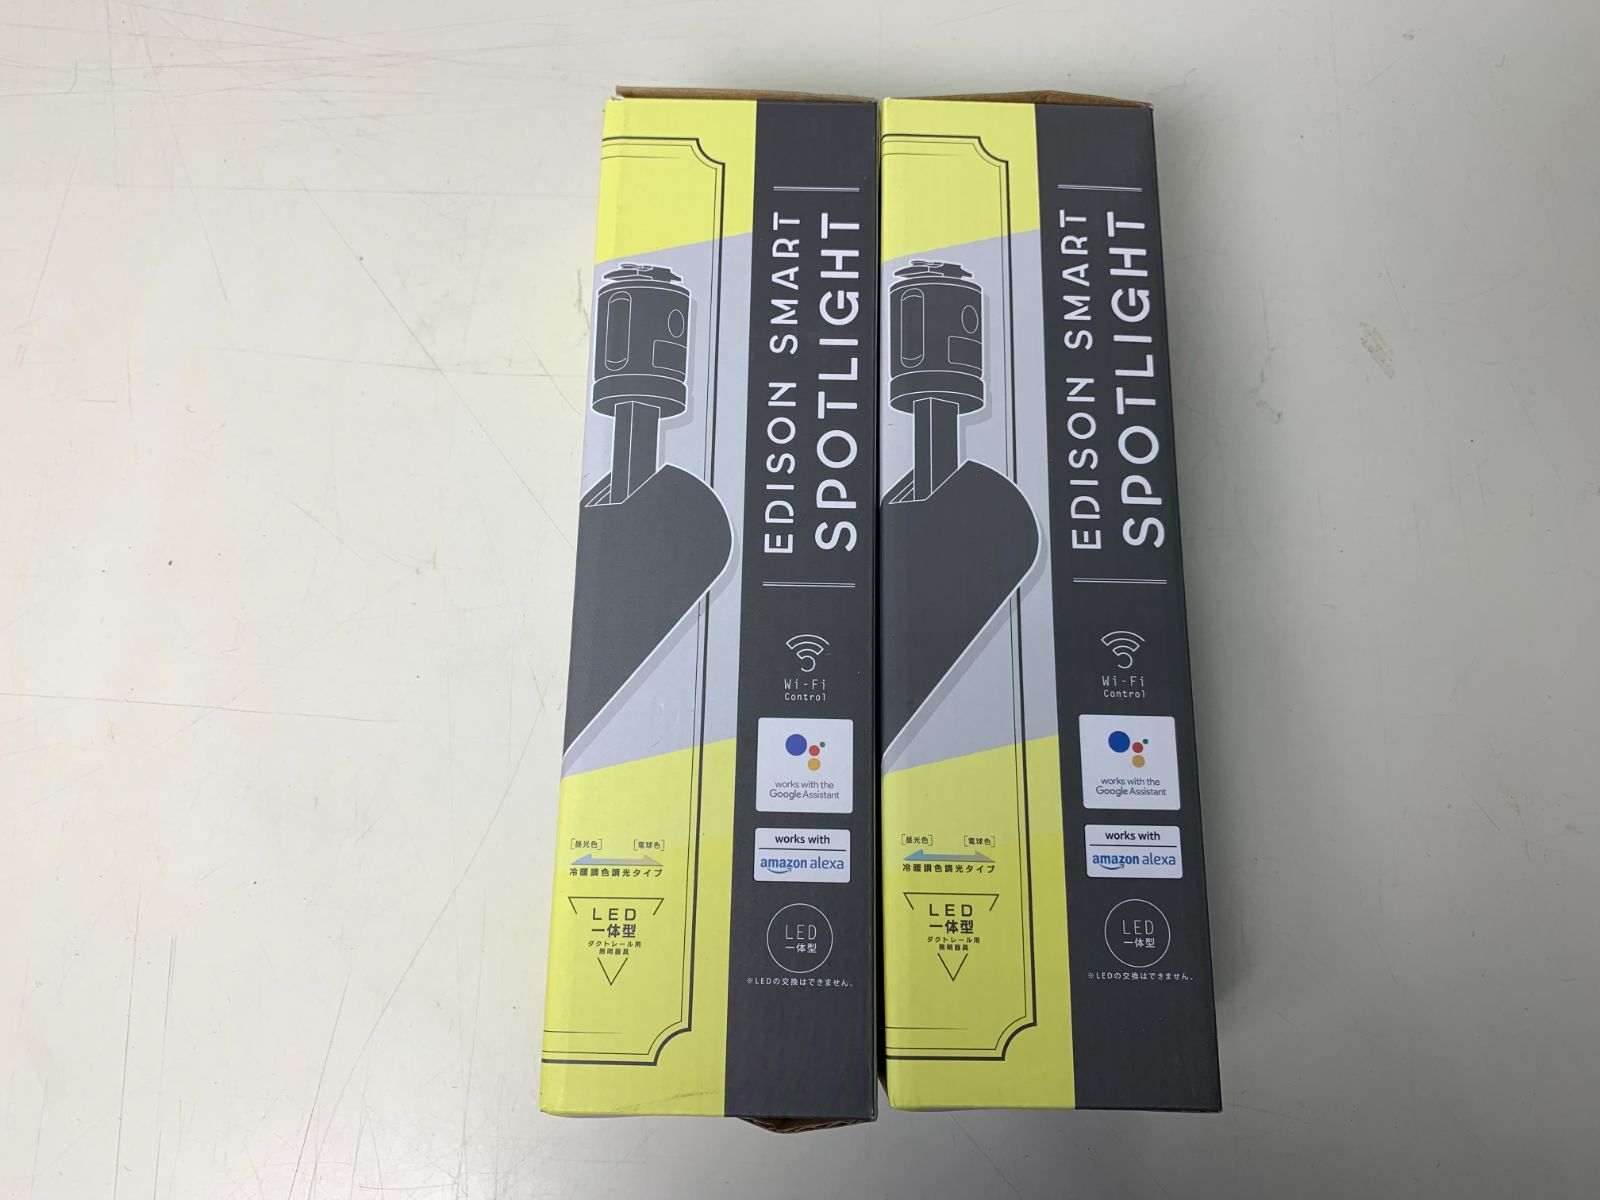 EDISON SMART
SPOTLIGHT
Wi-Fi
Control
works with the
Google Assistant
works with
amazon alexa
LED
一体型
※LEDの交換はできません。
[昼光色] [電球色]
冷暖調色調光タイプ
LED
一体型
ダクトレール用
照明器具
EDISON SMART
SPOTLIGHT
Wi-Fi
Control
works with the
Google Assistant
works with
amazon alexa
LED
一体型
※LEDの交換はできません。
[昼光色] [電球色]
冷暖調色調光タイプ
LED
一体型
ダクトレール用
照明器具